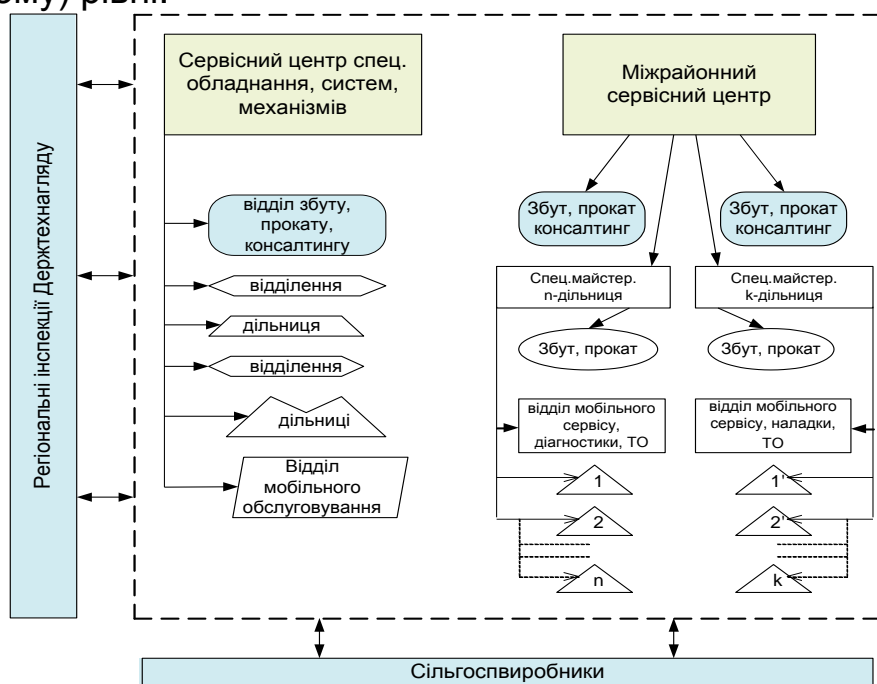 ому) рівні.
Регіональні інспекції Держтехнагляду
Сервісний центр спец.
обладнання, систем,
механізмів
відділ збуту,
прокату,
консалтингу
відділення
дільниця
відділення
дільниці
Відділ
мобільного
обслуговування
Міжрайонний
сервісний центр
Збут, прокат
консалтинг
Збут, прокат
консалтинг
Спец.майстер.
n-дільниця
Спец.майстер.
k-дільниця
Збут, прокат
Збут, прокат
відділ мобільного
сервісу,
діагностики, ТО
відділ мобільного
сервісу, наладки,
ТО
1
1'
2
2'
n
k
Сільгоспвиробники